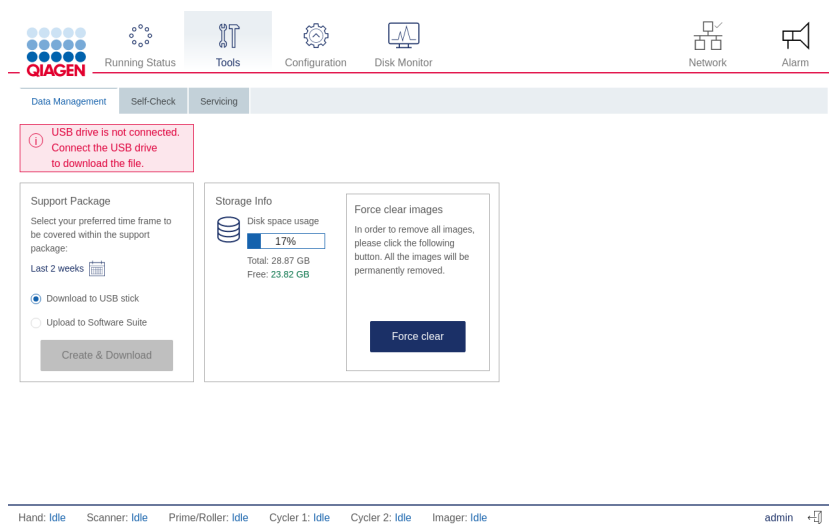 QIAGEN
Running Status
Tools
Configuration
Disk Monitor
Network
Alarm
Data Management
Self-Check
Servicing
USB drive is not connected.
Connect the USB drive
to download the file.
Support Package
Select your preferred time frame to
be covered within the support
package:
Last 2 weeks
Download to USB stick
Upload to Software Suite
Create & Download
Storage Info
Disk space usage
17%
Total: 28.87 GB
Free: 23.82 GB
Force clear images
In order to remove all images,
please click the following
button. All the images will be
permanently removed.
Force clear
Hand: Idle
Scanner: Idle
Prime/Roller: Idle
Cycler 1: Idle
Cycler 2: Idle
Imager: Idle
admin